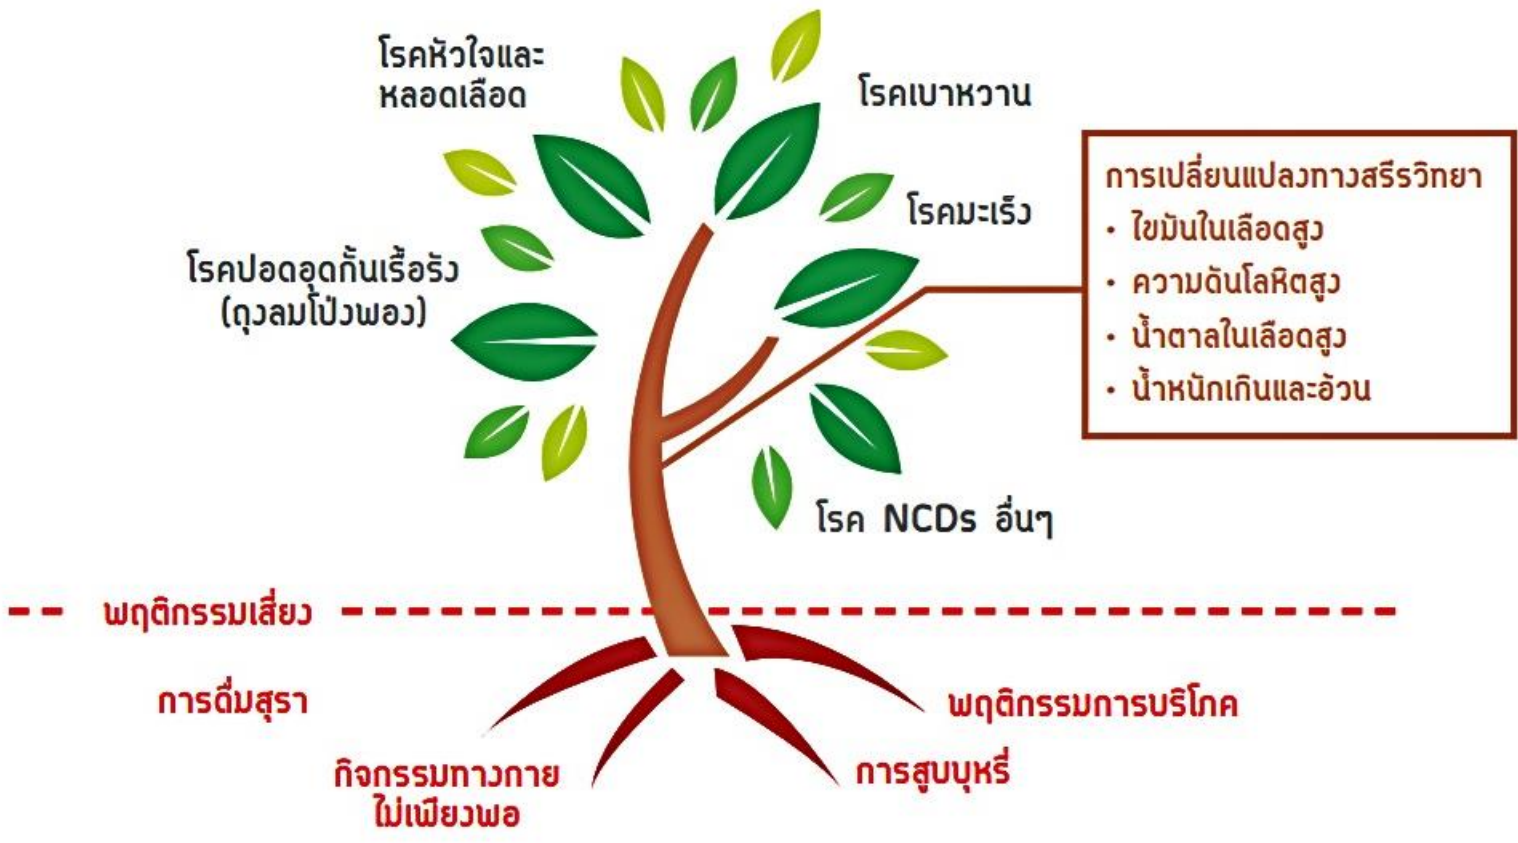 โรคหัวใจและ
หลอดเลือด
โรคเบาหวาน
โรคมะเร็ง
โรคปอดอุดกั้นเรื้อรัง
(ถุงลมโป่งพอง)
การเปลี่ยนแปลงทางสรีรวิทยา
• ไขมันในเลือดสูง
• ความดันโลหิตสูง
• น้ำตาลในเลือดสูง
• น้ำหนักเกินและอ้วน
โรค NCDs อื่นๆ
พฤติกรรมเสี่ยง
การดื่มสุรา
กิจกรรมทางกาย
ไม่เพียงพอ
การสูบบุหรี่
พฤติกรรมการบริโภค